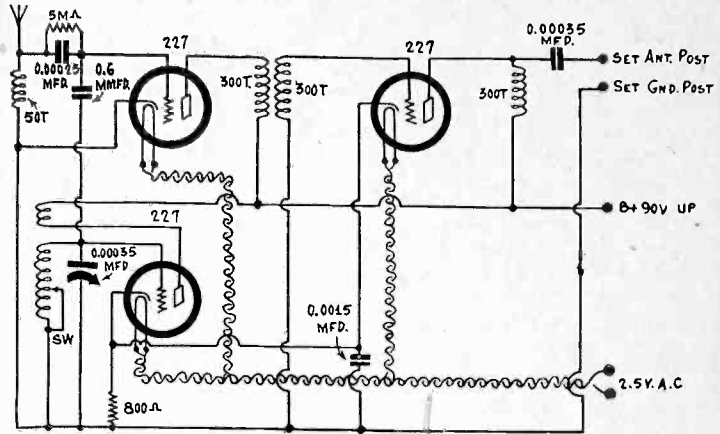 5MΩ
0.00025
MFD
0.6
MMFD.
50T
227
300T.
300T
227
0.00035
MFD.
300T
SET ANT. POST
SET GND. POST
B+90V UP
227
0.00035
MFD
SW
800Ω
0.0015
MFD.
2.5V. A.C